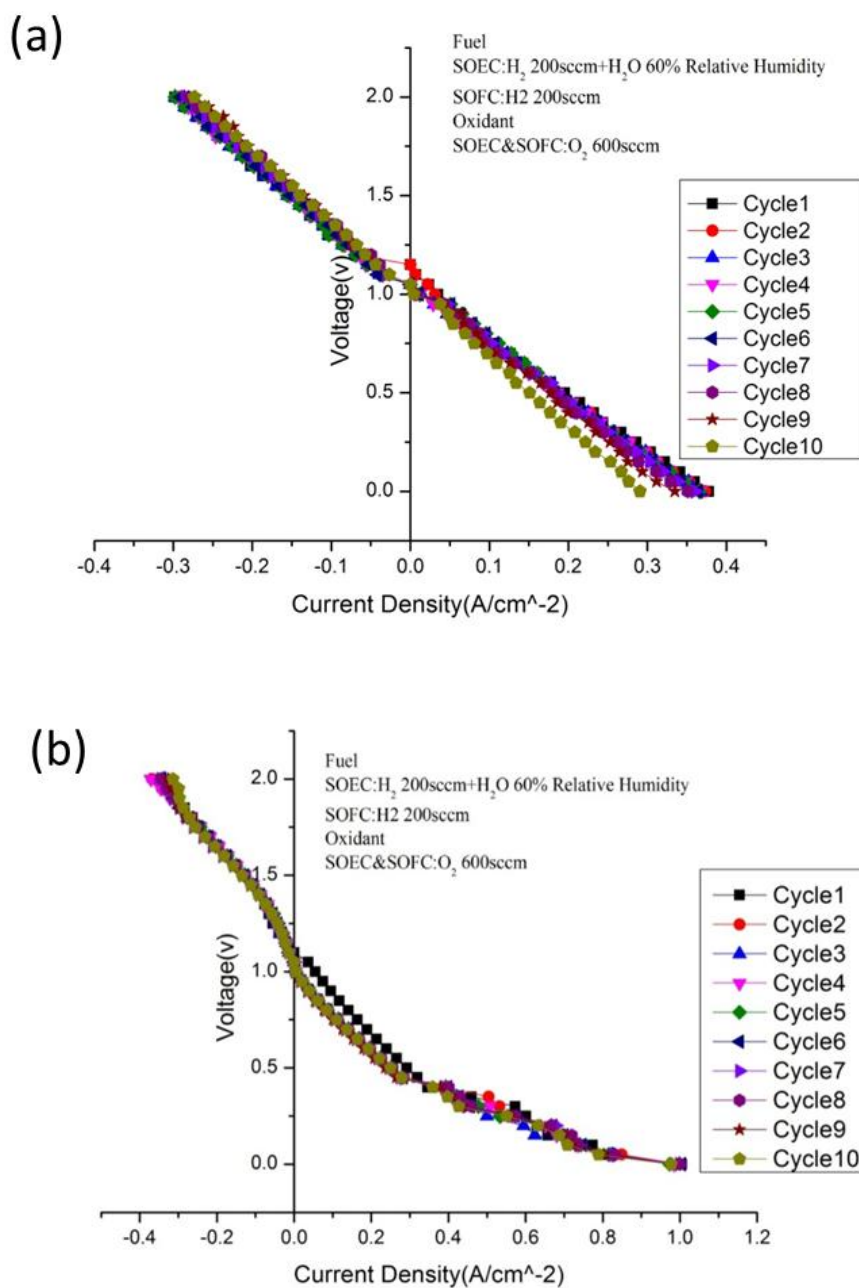 (a)
Fuel
SOEC:H₂ 200sccm+H₂O 60% Relative Humidity
SOFC:H2 200sccm
Oxidant
SOEC&SOFC:O₂ 600sccm
2.0
1.5
1.0
0.5
0.0
Voltage(v)
Cycle1
Cycle2
Cycle3
Cycle4
Cycle5
Cycle6
Cycle7
Cycle8
Cycle9
Cycle10
-0.4 -0.3 -0.2 -0.1 0.0 0.1 0.2 0.3 0.4
Current Density(A/cm^-2)
(b)
Fuel
SOEC:H₂ 200sccm+H₂O 60% Relative Humidity
SOFC:H2 200sccm
Oxidant
SOEC&SOFC:O₂ 600sccm
2.0
1.5
1.0
0.5
0.0
Voltage(v)
Cycle1
Cycle2
Cycle3
Cycle4
Cycle5
Cycle6
Cycle7
Cycle8
Cycle9
Cycle10
-0.4 -0.2 0.0 0.2 0.4 0.6 0.8 1.0 1.2
Current Density(A/cm^-2)